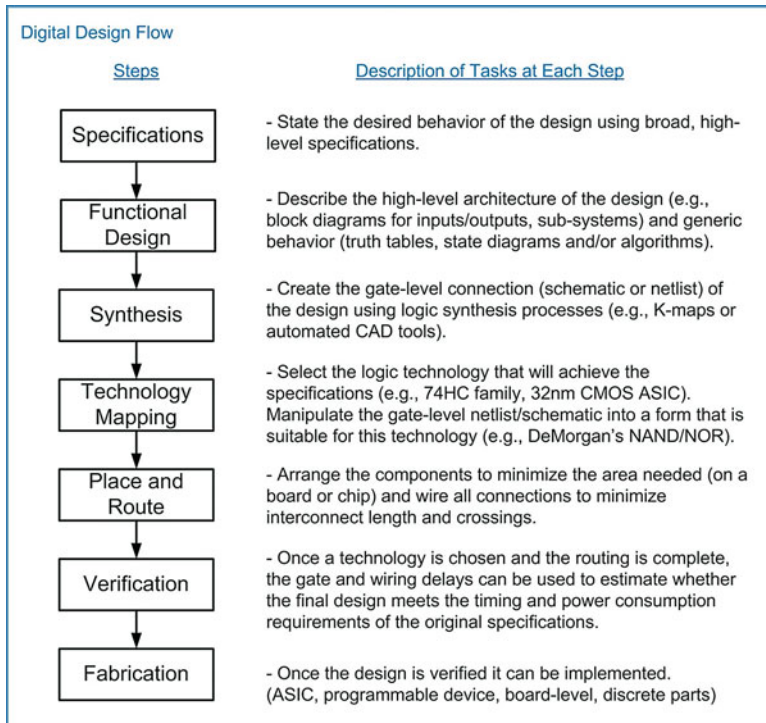 Digital Design Flow
Steps
Description of Tasks at Each Step
Specifications
- State the desired behavior of the design using broad, high-
level specifications.
Functional
Design
- Describe the high-level architecture of the design (e.g.,
block diagrams for inputs/outputs, sub-systems) and generic
behavior (truth tables, state diagrams and/or algorithms).
Synthesis
- Create the gate-level connection (schematic or netlist) of
the design using logic synthesis processes (e.g., K-maps or
automated CAD tools).
Technology
Mapping
- Select the logic technology that will achieve the
specifications (e.g., 74HC family, 32nm CMOS ASIC).
Manipulate the gate-level netlist/schematic into a form that is
suitable for this technology (e.g., DeMorgan's NAND/NOR).
Place and
Route
- Arrange the components to minimize the area needed (on a
board or chip) and wire all connections to minimize
interconnect length and crossings.
Verification
- Once a technology is chosen and the routing is complete,
the gate and wiring delays can be used to estimate whether
the final design meets the timing and power consumption
requirements of the original specifications.
Fabrication
- Once the design is verified it can be implemented.
(ASIC, programmable device, board-level, discrete parts)